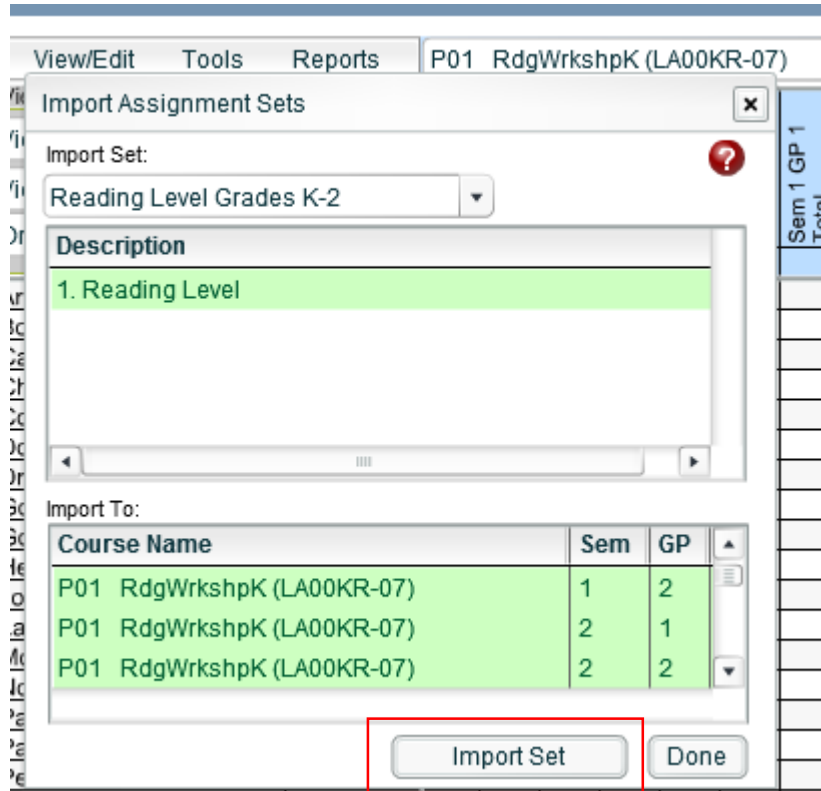 View/Edit Tools Reports P01 RdgWrkshpK (LA00KR-07)
Import Assignment Sets
Sem 1 GP 1
Total
Import Set:
Reading Level Grades K-2
Description
1. Reading Level
Import To:
Course Name Sem GP
P01 RdgWrkshpK (LA00KR-07) 1 2
P01 RdgWrkshpK (LA00KR-07) 2 1
P01 RdgWrkshpK (LA00KR-07) 2 2
Import Set Done